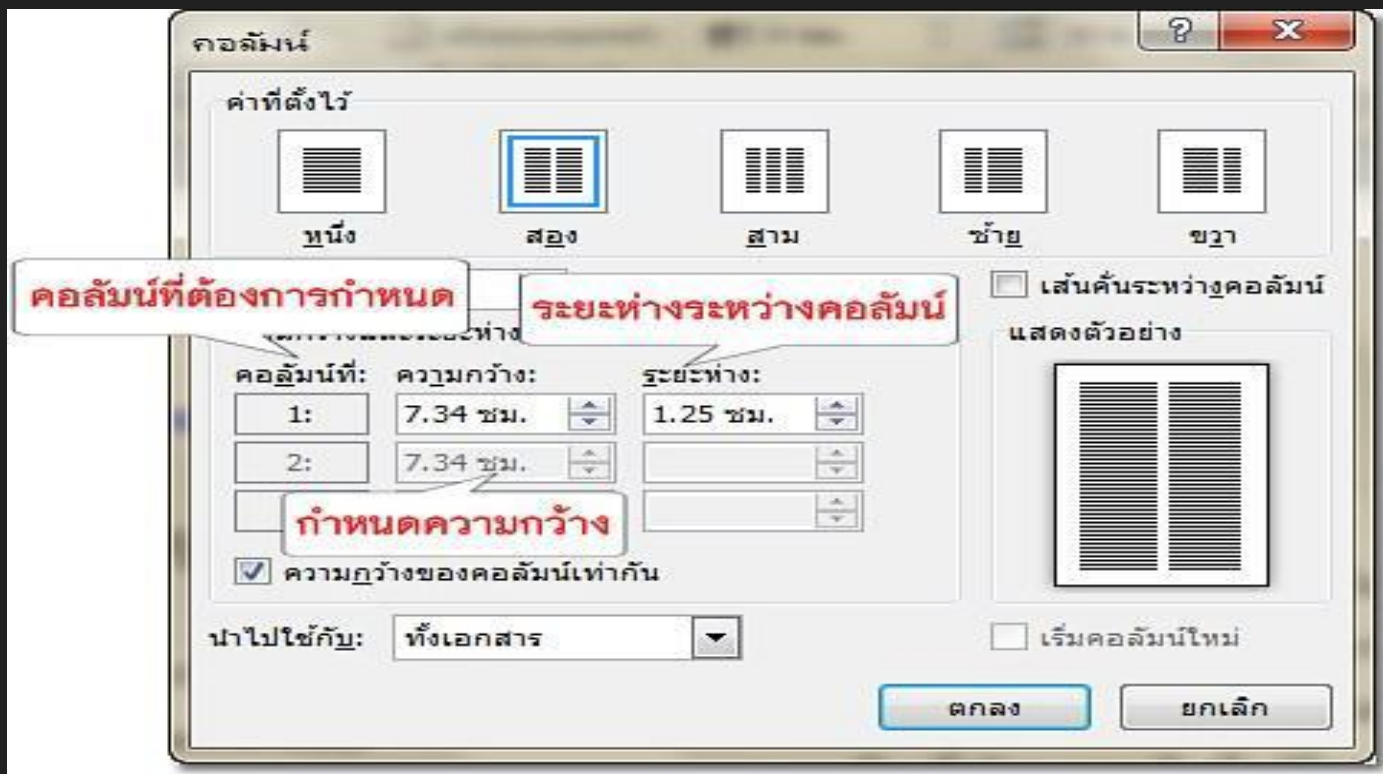 คอลัมน์
ค่าที่ตั้งไว้
หนึ่ง สอง สาม ซ้าย ขวา
คอลัมน์ที่ต้องการกำหนด
ระยะห่างระหว่างคอลัมน์
เส้นคั่นระหว่างคอลัมน์
แสดงตัวอย่าง
คอลัมน์ที่: ความกว้าง: ระยะห่าง:
1: 7.34 ซม. 1.25 ซม.
2: 7.34 ซม.
กำหนดความกว้าง
ความกว้างของคอลัมน์เท่ากัน
นำไปใช้กับ: ทั้งเอกสาร
เริ่มคอลัมน์ใหม่
ตกลง ยกเลิก